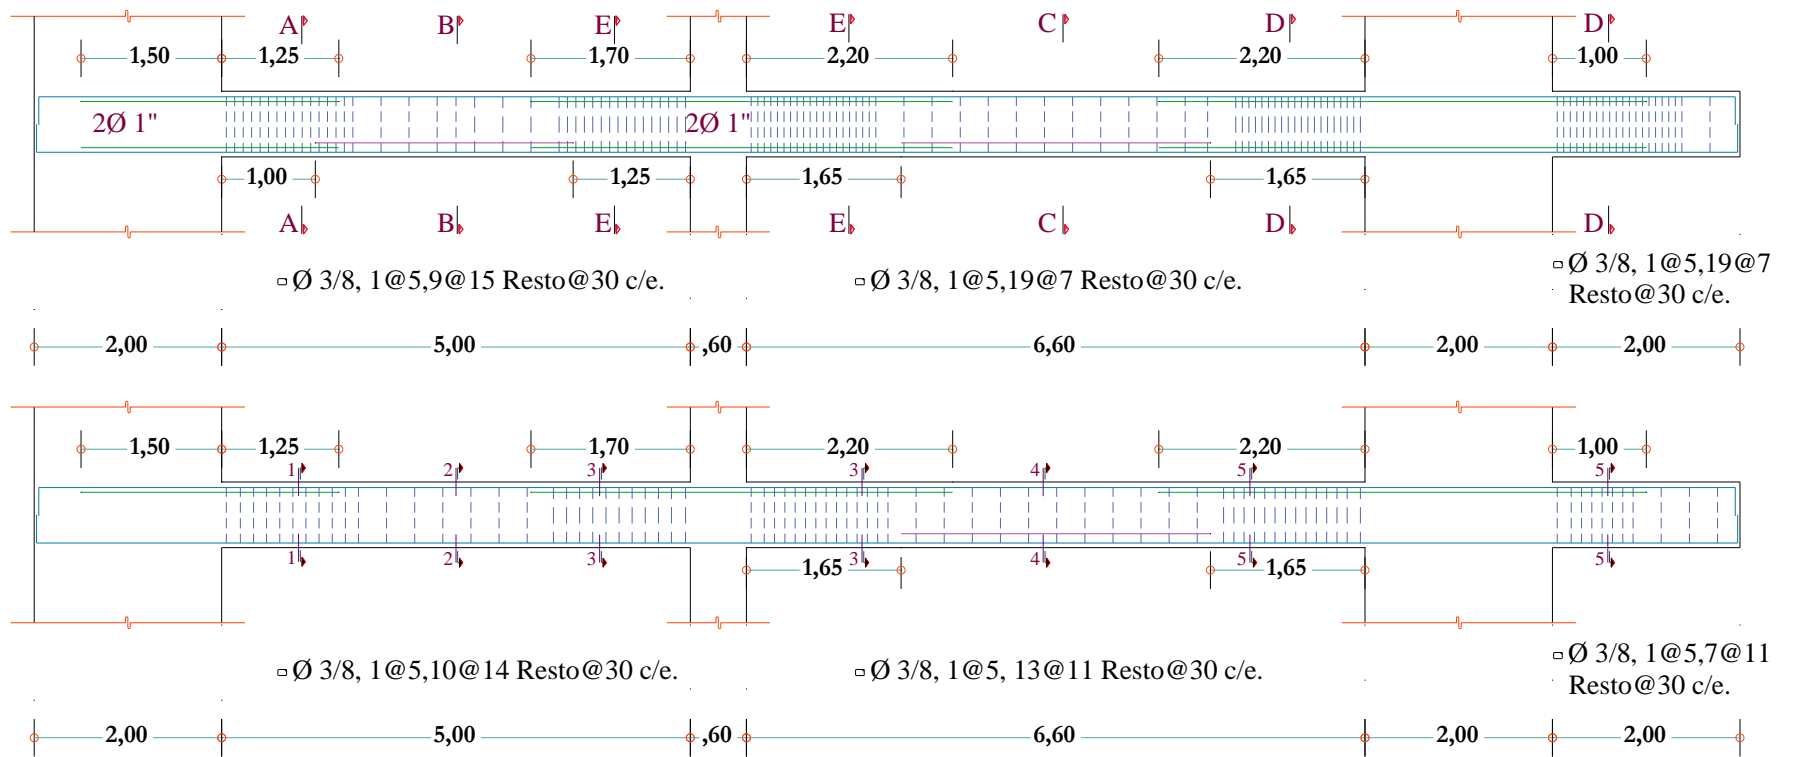 A B E E C D D
1,50 1,25 1,70 2,20 2,20 1,00
2Ø 1" 2Ø 1"
1,00 1,25 1,65 1,65
A B E E C D D
Ø 3/8, 1@5,9@15 Resto@30 c/e. Ø 3/8, 1@5,19@7 Resto@30 c/e. Ø 3/8, 1@5,19@7
Resto@30 c/e.
2,00 5,00 ,60 6,60 2,00 2,00
1,50 1,25 1,70 2,20 2,20 1,00
1 2 3 3 4 5 5
1 2 3 3 4 5 5
1,65 1,65
Ø 3/8, 1@5,10@14 Resto@30 c/e. Ø 3/8, 1@5, 13@11 Resto@30 c/e. Ø 3/8, 1@5,7@11
Resto@30 c/e.
2,00 5,00 ,60 6,60 2,00 2,00